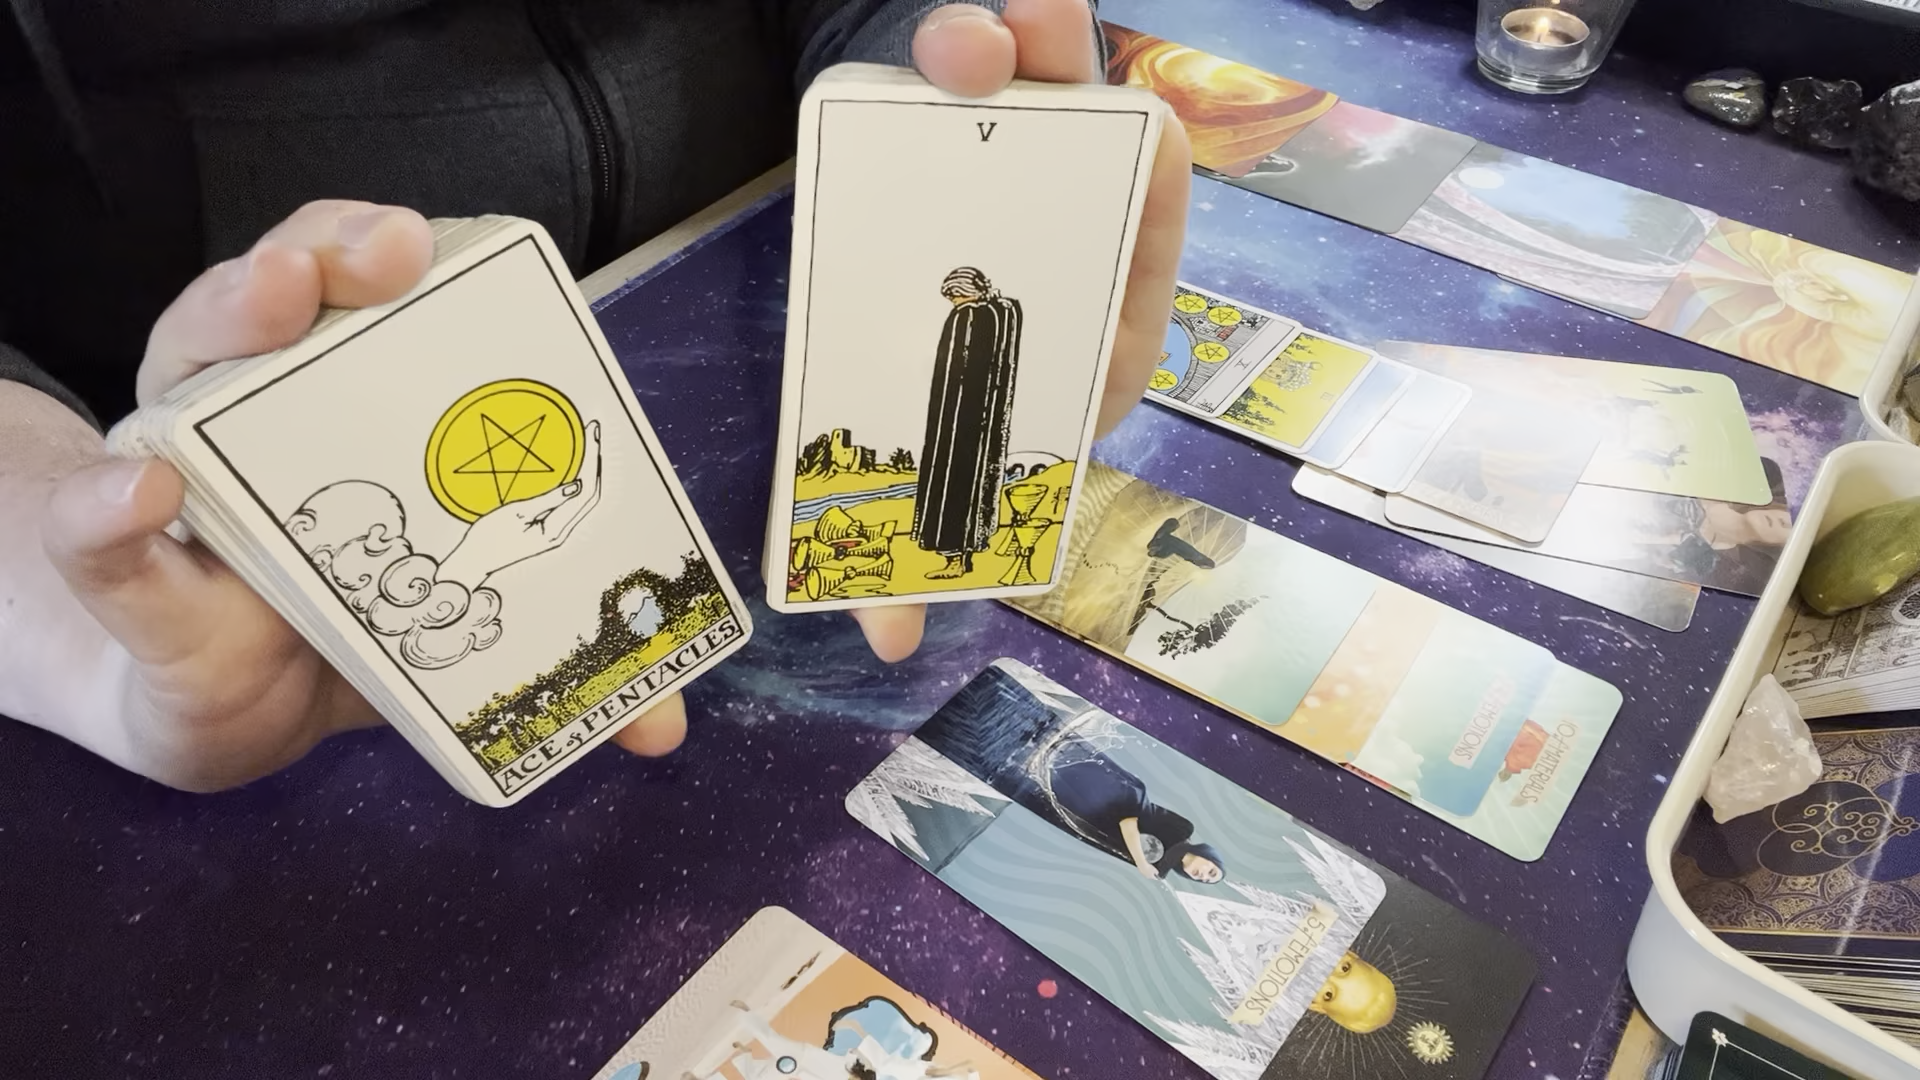 V
ACE of PENTACLES
10 of MATERIALS
5 of EMOTIONS